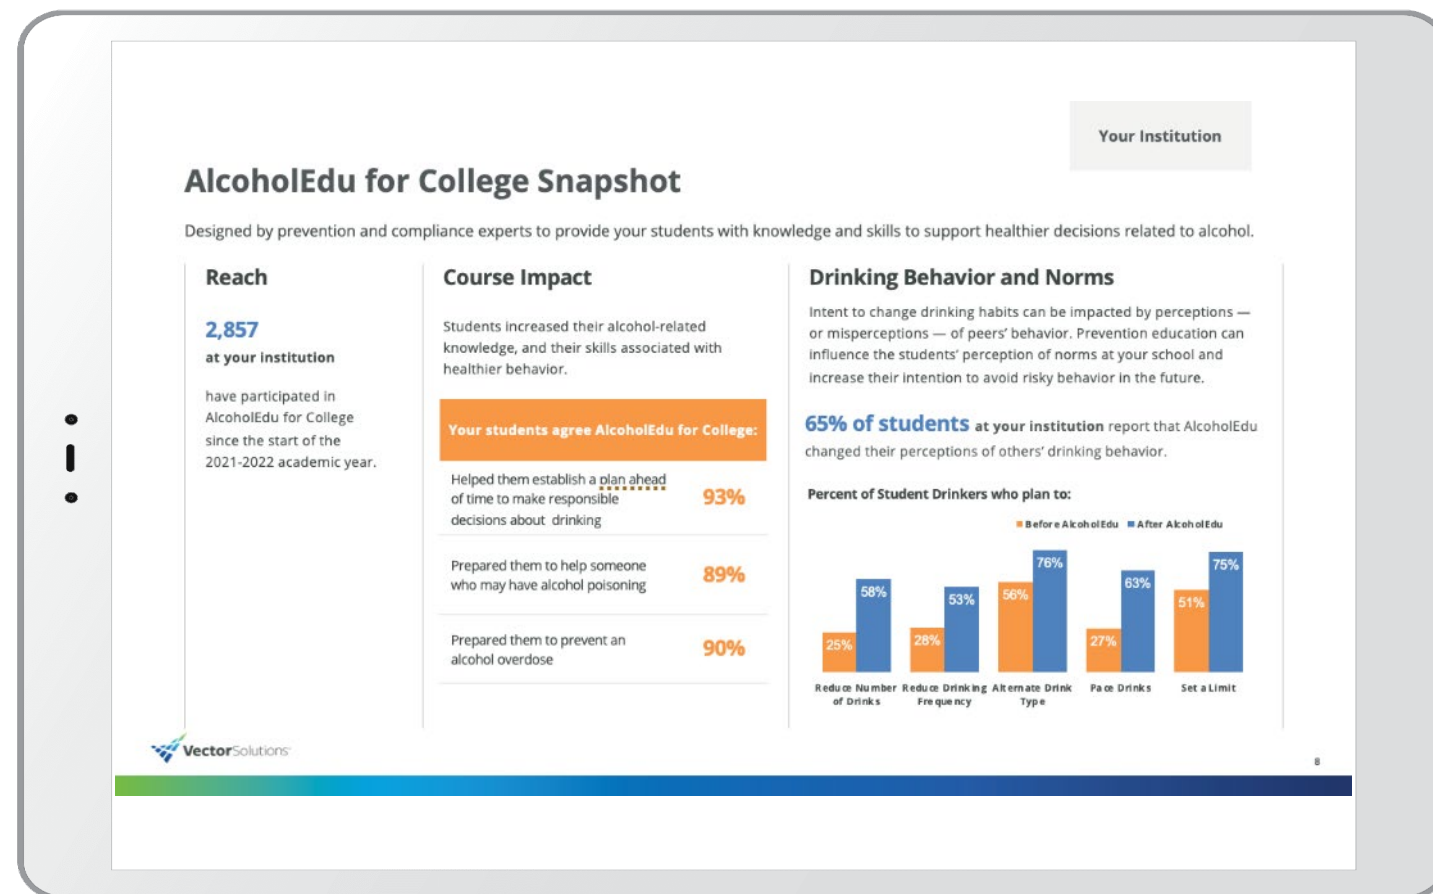 Your Institution
AlcoholEdu for College Snapshot
Designed by prevention and compliance experts to provide your students with knowledge and skills to support healthier decisions related to alcohol.
Reach
2,857
at your institution
have participated in
AlcoholEdu for College
since the start of the
2021-2022 academic year.
Course Impact
Students increased their alcohol-related
knowledge, and their skills associated with
healthier behavior.
Your students agree AlcoholEdu for College:
Helped them establish a plan ahead
of time to make responsible
decisions about drinking
93%
Prepared them to help someone
who may have alcohol poisoning
89%
Prepared them to prevent an
alcohol overdose
90%
Drinking Behavior and Norms
Intent to change drinking habits can be impacted by perceptions —
or misperceptions — of peers’ behavior. Prevention education can
influence the students’ perception of norms at your school and
increase their intention to avoid risky behavior in the future.
65% of students at your institution report that AlcoholEdu
changed their perceptions of others’ drinking behavior.
Percent of Student Drinkers who plan to:
Before AlcoholEdu After AlcoholEdu
25% 58% 28% 53% 56% 76% 27% 63% 51% 75%
Reduce Number Reduce Drinking Alternate Drink Pace Drinks Set a Limit
of Drinks Frequency Type
VectorSolutions
8